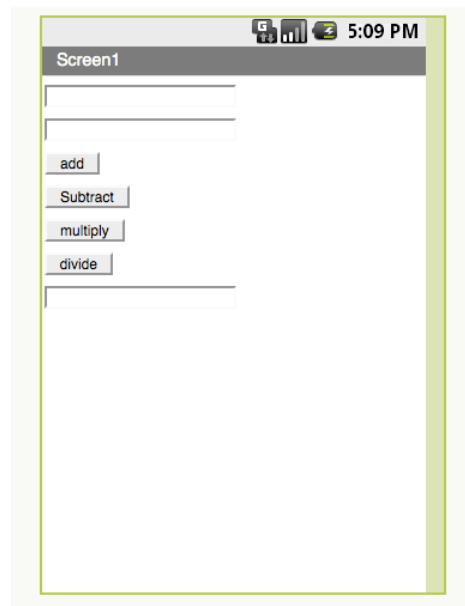 G 5:09 PM
Screen1
add
Subtract
multiply
divide